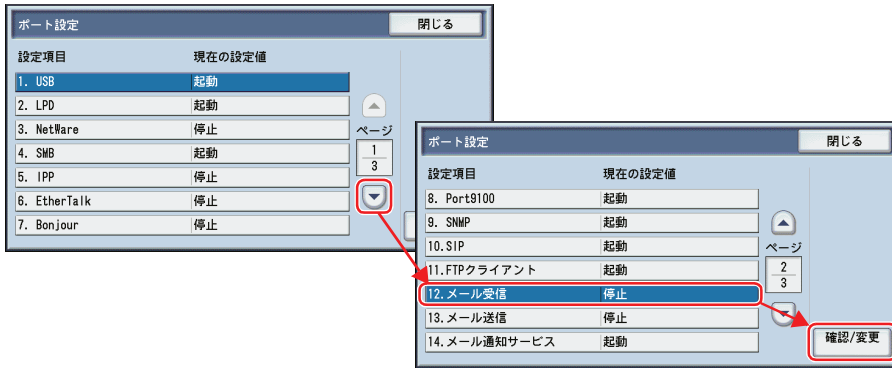 ポート設定 閉じる
設定項目 現在の設定値
1. USB 起動
2. LPD 起動
3. NetWare 停止
4. SMB 起動
5. IPP 停止
6. EtherTalk 停止
7. Bonjour 停止
ページ
1
3
ポート設定 閉じる
設定項目 現在の設定値
8. Port9100 起動
9. SNMP 起動
10.SIP 起動
11.FTPクライアント 起動
12.メール受信 停止
13.メール送信 停止
14.メール通知サービス 起動
ページ
2
3
確認/変更